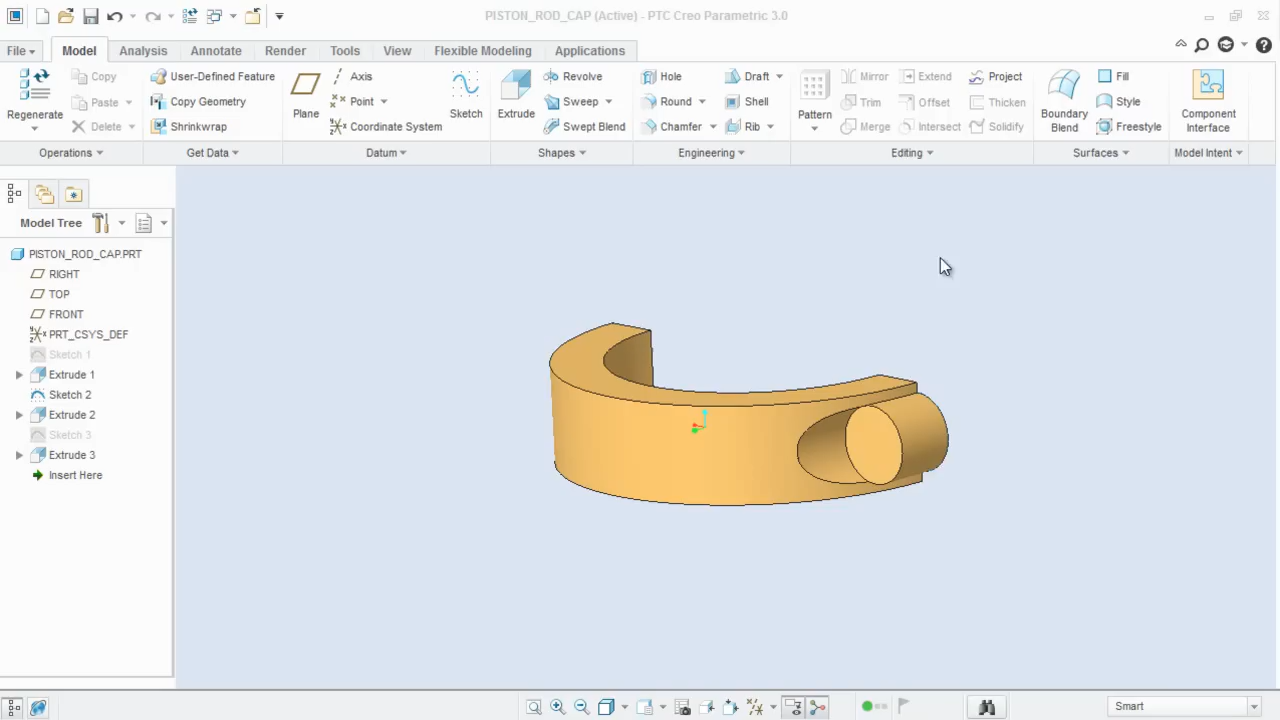 PISTON_ROD_CAP (Active) - PTC Creo Parametric 3.0
File Model Analysis Annotate Render Tools View Flexible Modeling Applications
Regenerate
Copy
Paste
Delete
Operations
User-Defined Feature
Copy Geometry
Shrinkwrap
Get Data
Plane
Axis
Point
Coordinate System
Sketch
Datum
Extrude
Revolve
Sweep
Swept Blend
Shapes
Hole
Round
Chamfer
Draft
Shell
Rib
Engineering
Pattern
Mirror
Trim
Merge
Extend
Offset
Intersect
Project
Thicken
Solidify
Editing
Boundary
Blend
Fill
Style
Freestyle
Surfaces
Component
Interface
Model Intent
Model Tree
PISTON_ROD_CAP.PRT
RIGHT
TOP
FRONT
PRT_CSYS_DEF
Sketch 1
Extrude 1
Sketch 2
Extrude 2
Sketch 3
Extrude 3
Insert Here
Smart